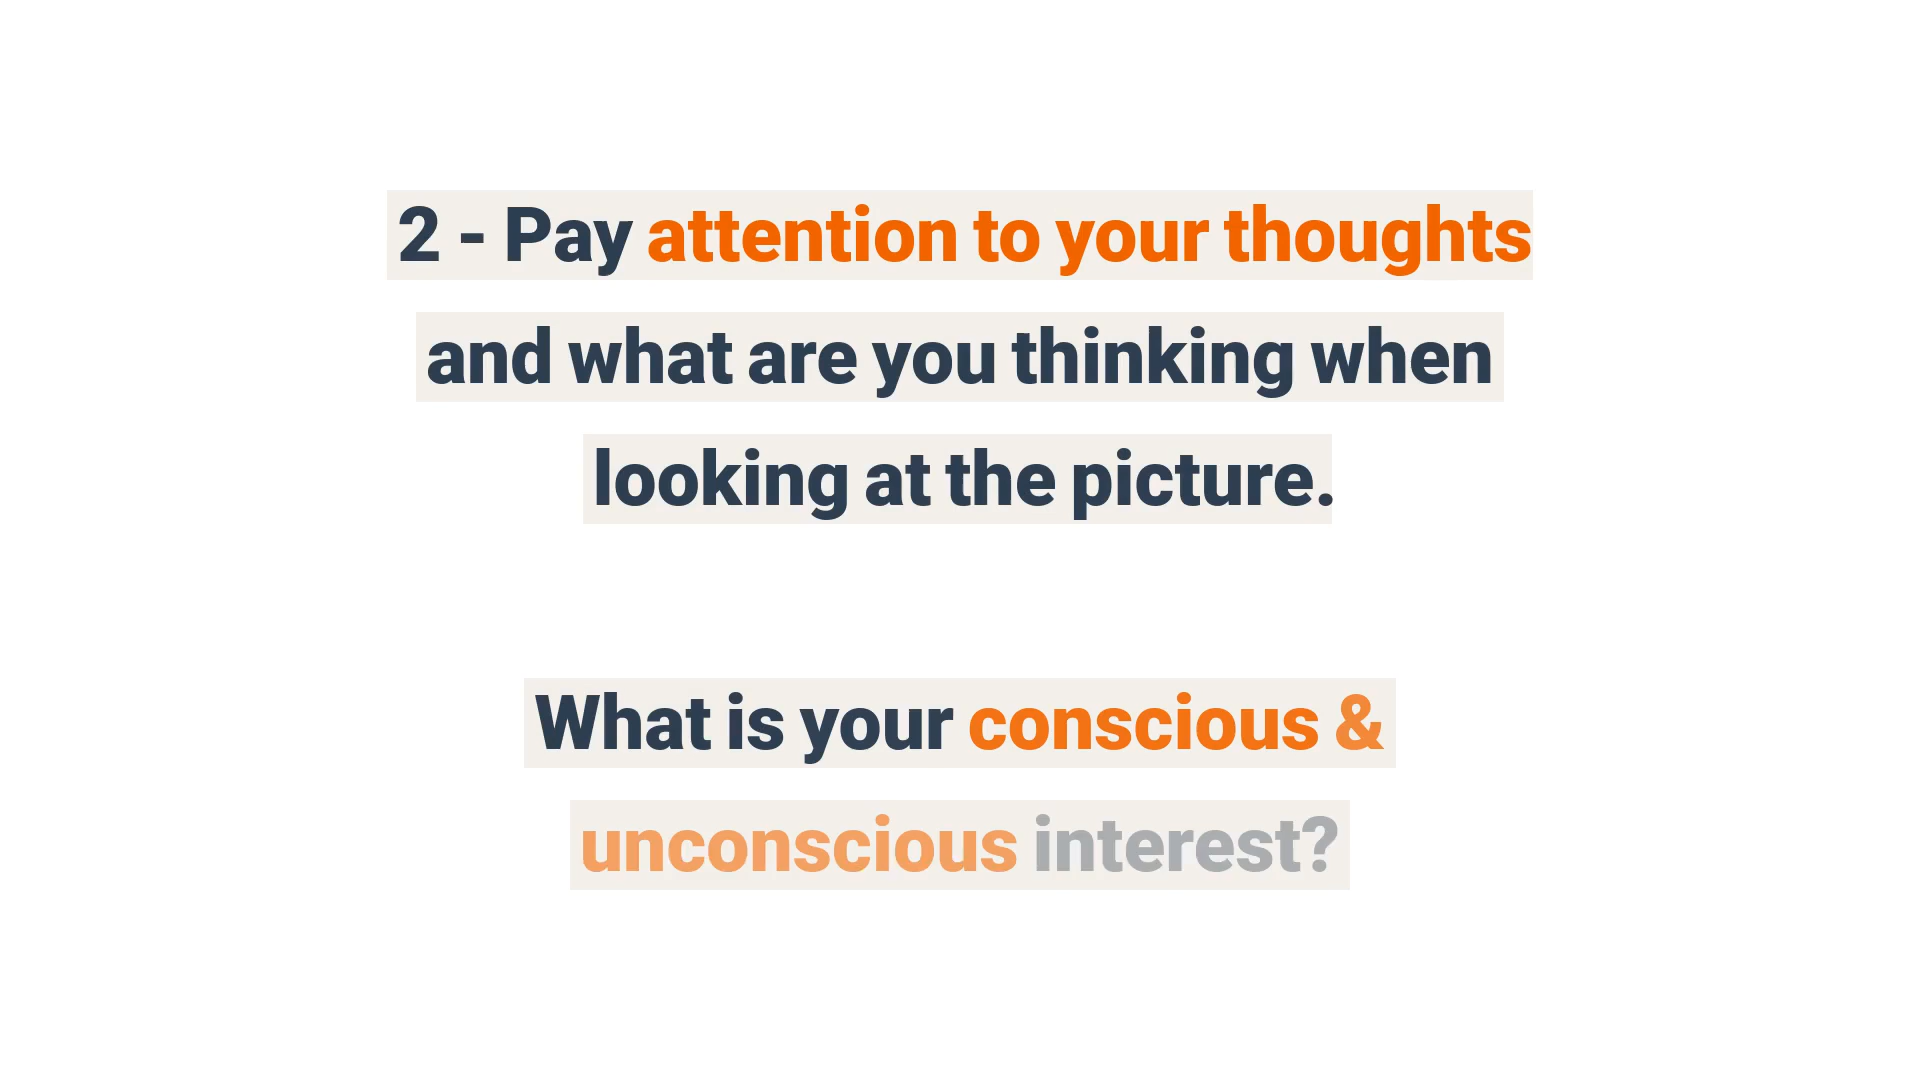 2 - Pay attention to your thoughts
and what are you thinking when
looking at the picture.
What is your conscious &
unconscious interest?